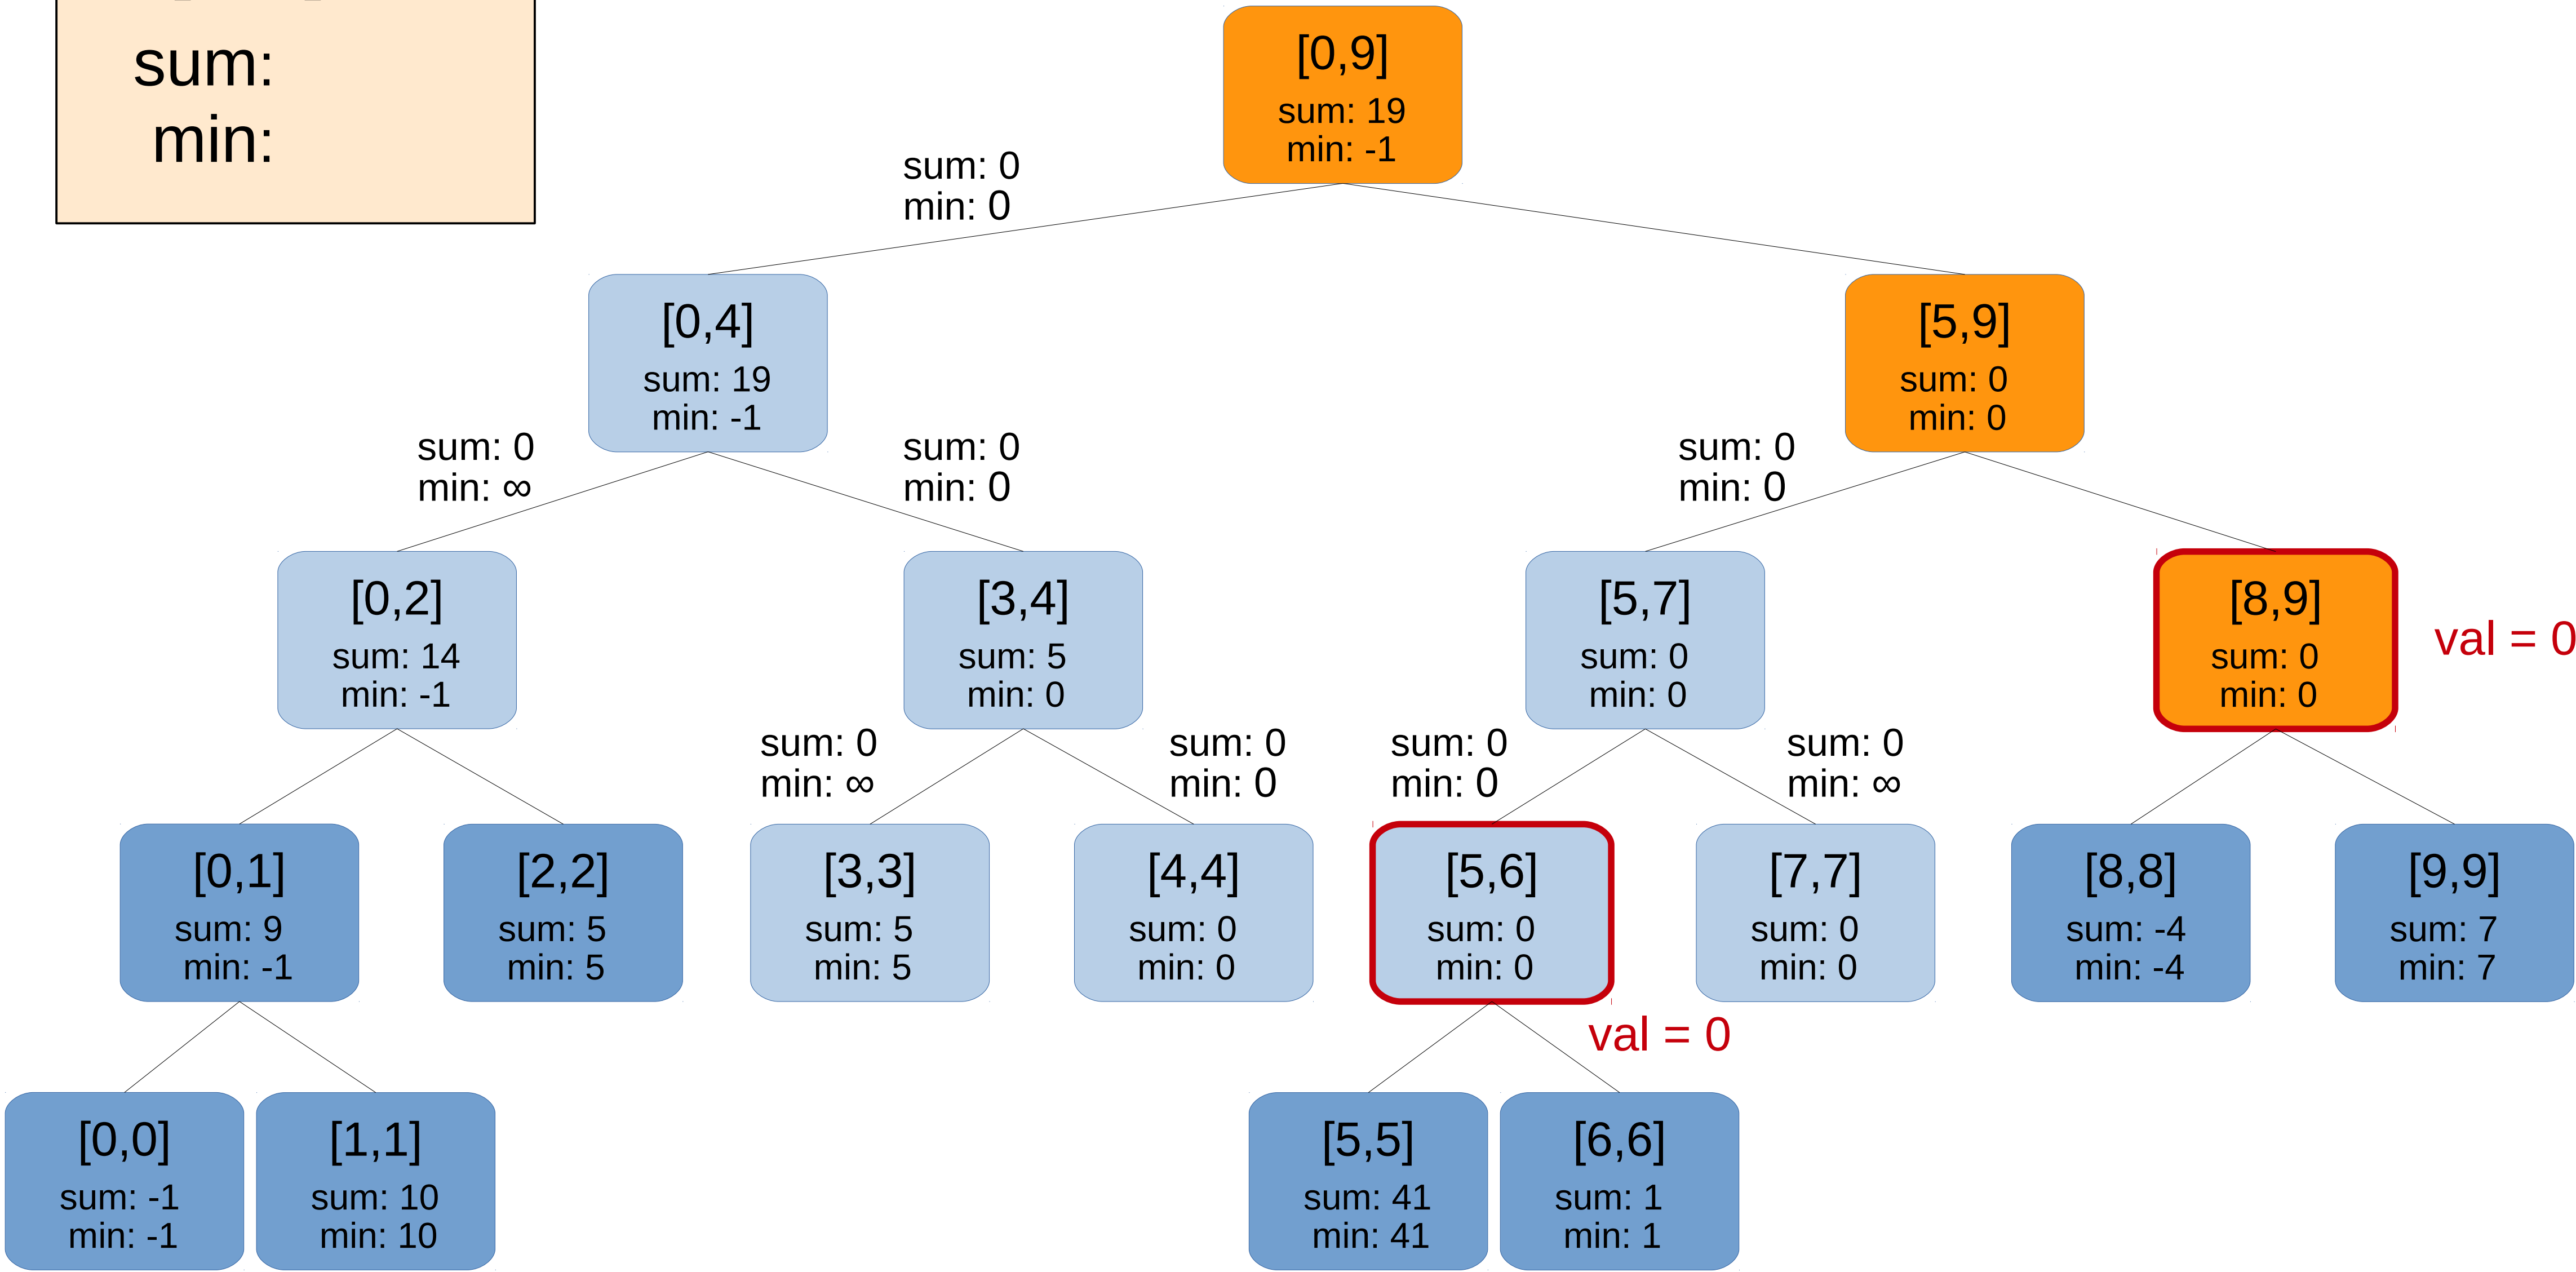 sum:
min:
[0,9]
sum: 19
min: -1
sum: 0
min: 0
[0,4]
sum: 19
min: -1
[5,9]
sum: 0
min: 0
sum: 0
min: ∞
sum: 0
min: 0
sum: 0
min: 0
[0,2]
sum: 14
min: -1
[3,4]
sum: 5
min: 0
[5,7]
sum: 0
min: 0
[8,9]
sum: 0
min: 0
val = 0
sum: 0
min: ∞
sum: 0
min: 0
sum: 0
min: 0
sum: 0
min: ∞
[0,1]
sum: 9
min: -1
[2,2]
sum: 5
min: 5
[3,3]
sum: 5
min: 5
[4,4]
sum: 0
min: 0
[5,6]
sum: 0
min: 0
[7,7]
sum: 0
min: 0
[8,8]
sum: -4
min: -4
[9,9]
sum: 7
min: 7
val = 0
[0,0]
sum: -1
min: -1
[1,1]
sum: 10
min: 10
[5,5]
sum: 41
min: 41
[6,6]
sum: 1
min: 1